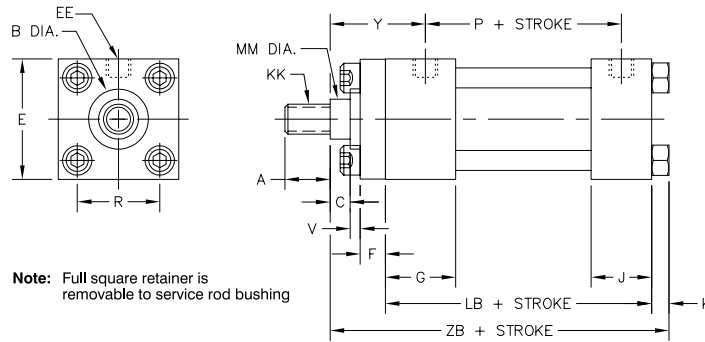 EE
B DIA.
E
R
Y
P + STROKE
MM DIA.
KK
A
C
V
F
G
J
LB + STROKE
ZB + STROKE
Note: Full square retainer is
removable to service rod bushing